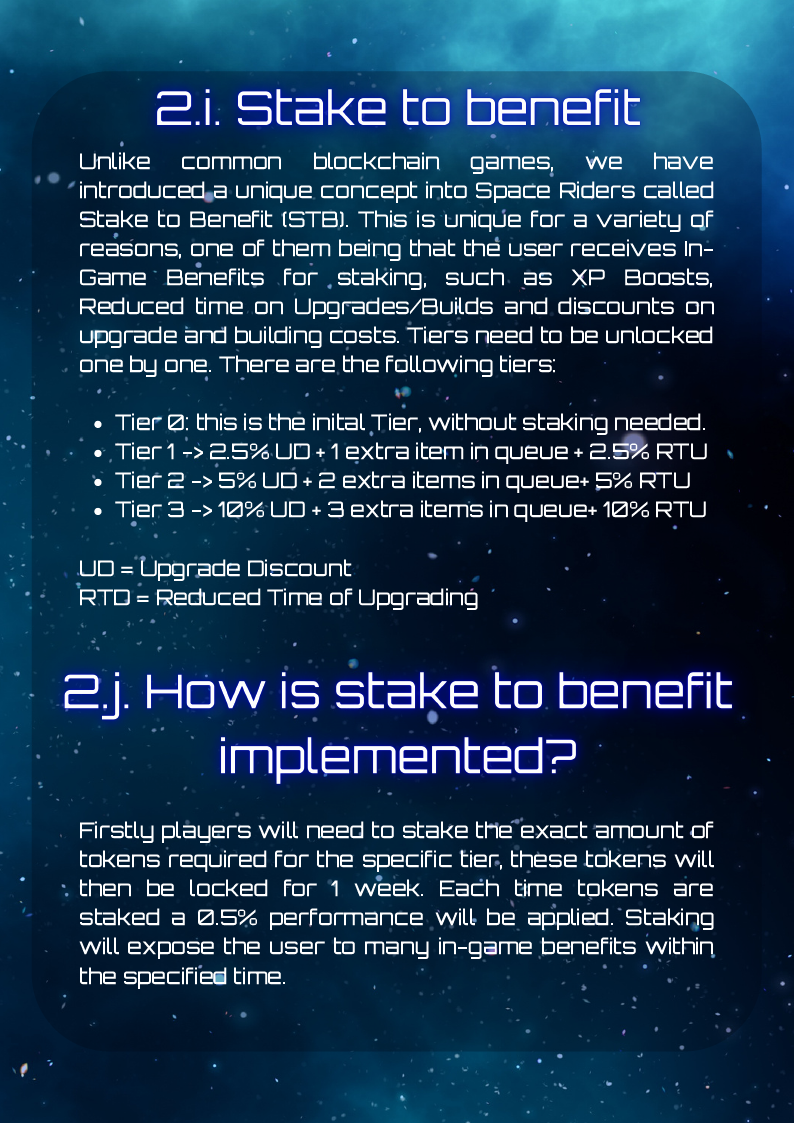 2.i. Stake to benefit
Unlike common blockchain games, we have
introduced a unique concept into Space Riders called
Stake to Benefit (STB). This is unique for a variety of
reasons, one of them being that the user receives In-
Game Benefits for staking, such as XP Boosts,
Reduced time on Upgrades/Builds and discounts on
upgrade and building costs. Tiers need to be unlocked
one by one. There are the following tiers:
• Tier 0: this is the inital Tier, without staking needed.
• Tier 1 -> 2.5% UD + 1 extra item in queue + 2.5% RTU
• Tier 2 -> 5% UD + 2 extra items in queue+ 5% RTU
• Tier 3 -> 10% UD + 3 extra items in queue+ 10% RTU
UD = Upgrade Discount
RTD = Reduced Time of Upgrading
2.j. How is stake to benefit
implemented?
Firstly players will need to stake the exact amount of
tokens required for the specific tier, these tokens will
then be locked for 1 week. Each time tokens are
staked a 0.5% performance will be applied. Staking
will expose the user to many in-game benefits within
the specified time.